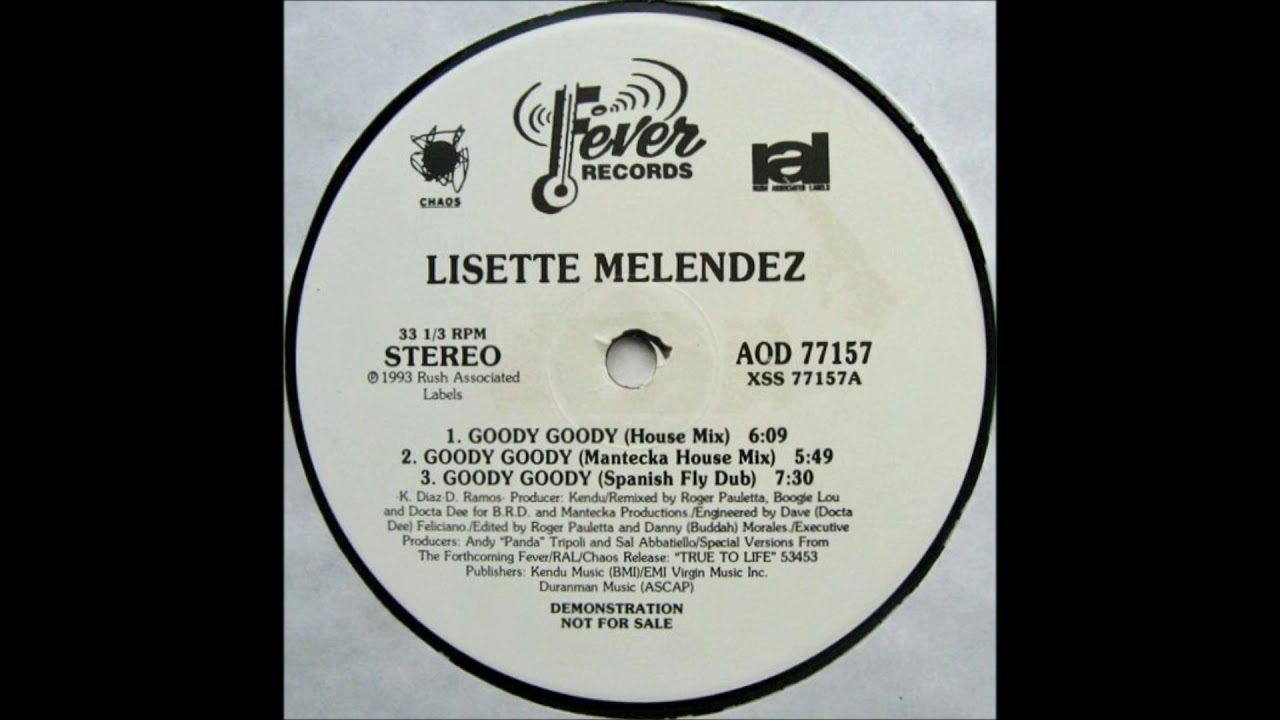 Fever
RECORDS
CHAOS
ral
RUSH ASSOCIATED LABELS
LISETTE MELENDEZ
33 1/3 RPM
STEREO
℗ 1993 Rush Associated
Labels
AOD 77157
XSS 77157A
1. GOODY GOODY (House Mix) 6:09
2. GOODY GOODY (Mantecka House Mix) 5:49
3. GOODY GOODY (Spanish Fly Dub) 7:30
-K. Diaz-D. Ramos- Producer: Kendu/Remixed by Roger Pauletta, Boogie Lou
and Docta Dee for B.R.D. and Mantecka Productions./Engineered by Dave (Docta
Dee) Feliciano./Edited by Roger Pauletta and Danny (Buddah) Morales./Executive
Producers: Andy "Panda" Tripoli and Sal Abbatiello/Special Versions From
The Forthcoming Fever/RAL/Chaos Release: "TRUE TO LIFE" 53453
Publishers: Kendu Music (BMI)/EMI Virgin Music Inc.
Duranman Music (ASCAP)
DEMONSTRATION
NOT FOR SALE